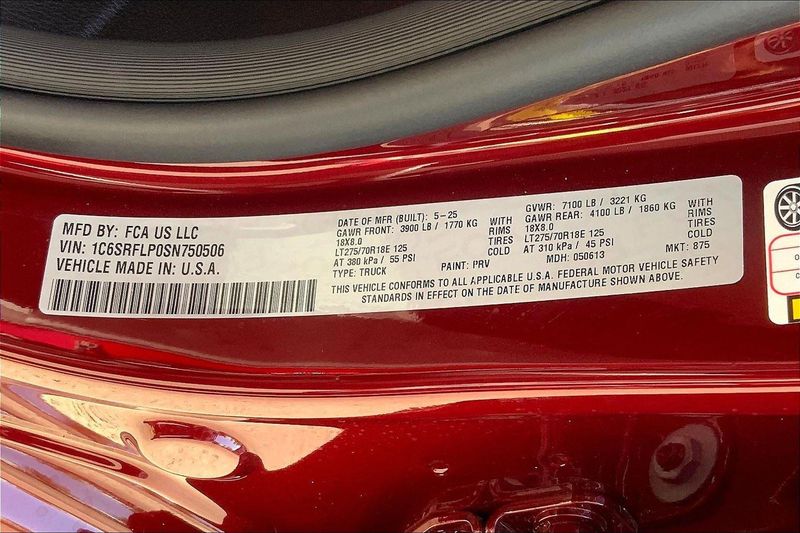 MFD BY: FCA US LLC
VIN: 1C6SRFLP0SN750506
VEHICLE MADE IN: U.S.A.
DATE OF MFR (BUILT): 5-25
GAWR FRONT: 3900 LB / 1770 KG WITH
18X8.0 RIMS
LT275/70R18E 125 TIRES
AT 380 kPa / 55 PSI COLD
TYPE: TRUCK
PAINT: PRV
GVWR: 7100 LB / 3221 KG
GAWR REAR: 4100 LB / 1860 KG WITH
18X8.0 RIMS
LT275/70R18E 125 TIRES
AT 310 kPa / 45 PSI COLD
MDH: 050613
MKT: 875
THIS VEHICLE CONFORMS TO ALL APPLICABLE U.S.A. FEDERAL MOTOR VEHICLE SAFETY
STANDARDS IN EFFECT ON THE DATE OF MANUFACTURE SHOWN ABOVE.